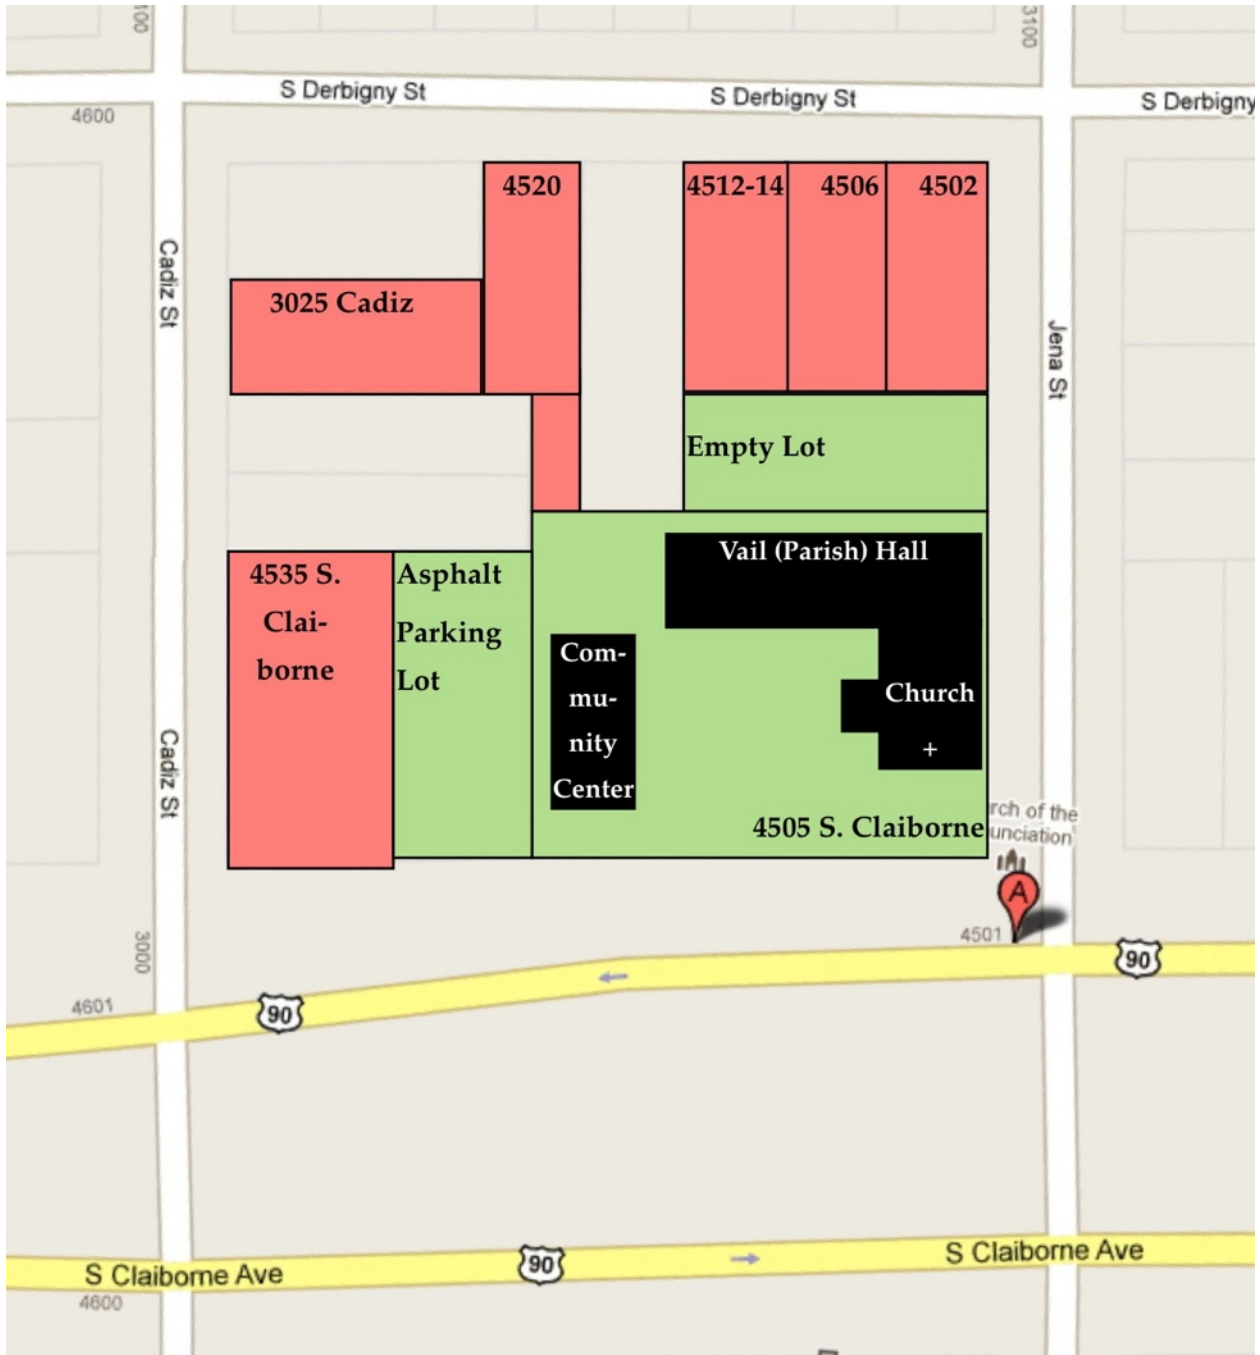 3100
S Derbigny St
S Derbigny St
S Derbigny
4600
4520
4512-14
4506
4502
Cadiz St
3025 Cadiz
Jena St
Empty Lot
Vail (Parish) Hall
4535 S.
Clai-
borne
Asphalt
Parking
Lot
Com-
mu-
nity
Center
Church
+
Cadiz St
4505 S. Claiborne
rch of the
unciation
A
4501
3000
90
4601
90
S Claiborne Ave
90
S Claiborne Ave
4600